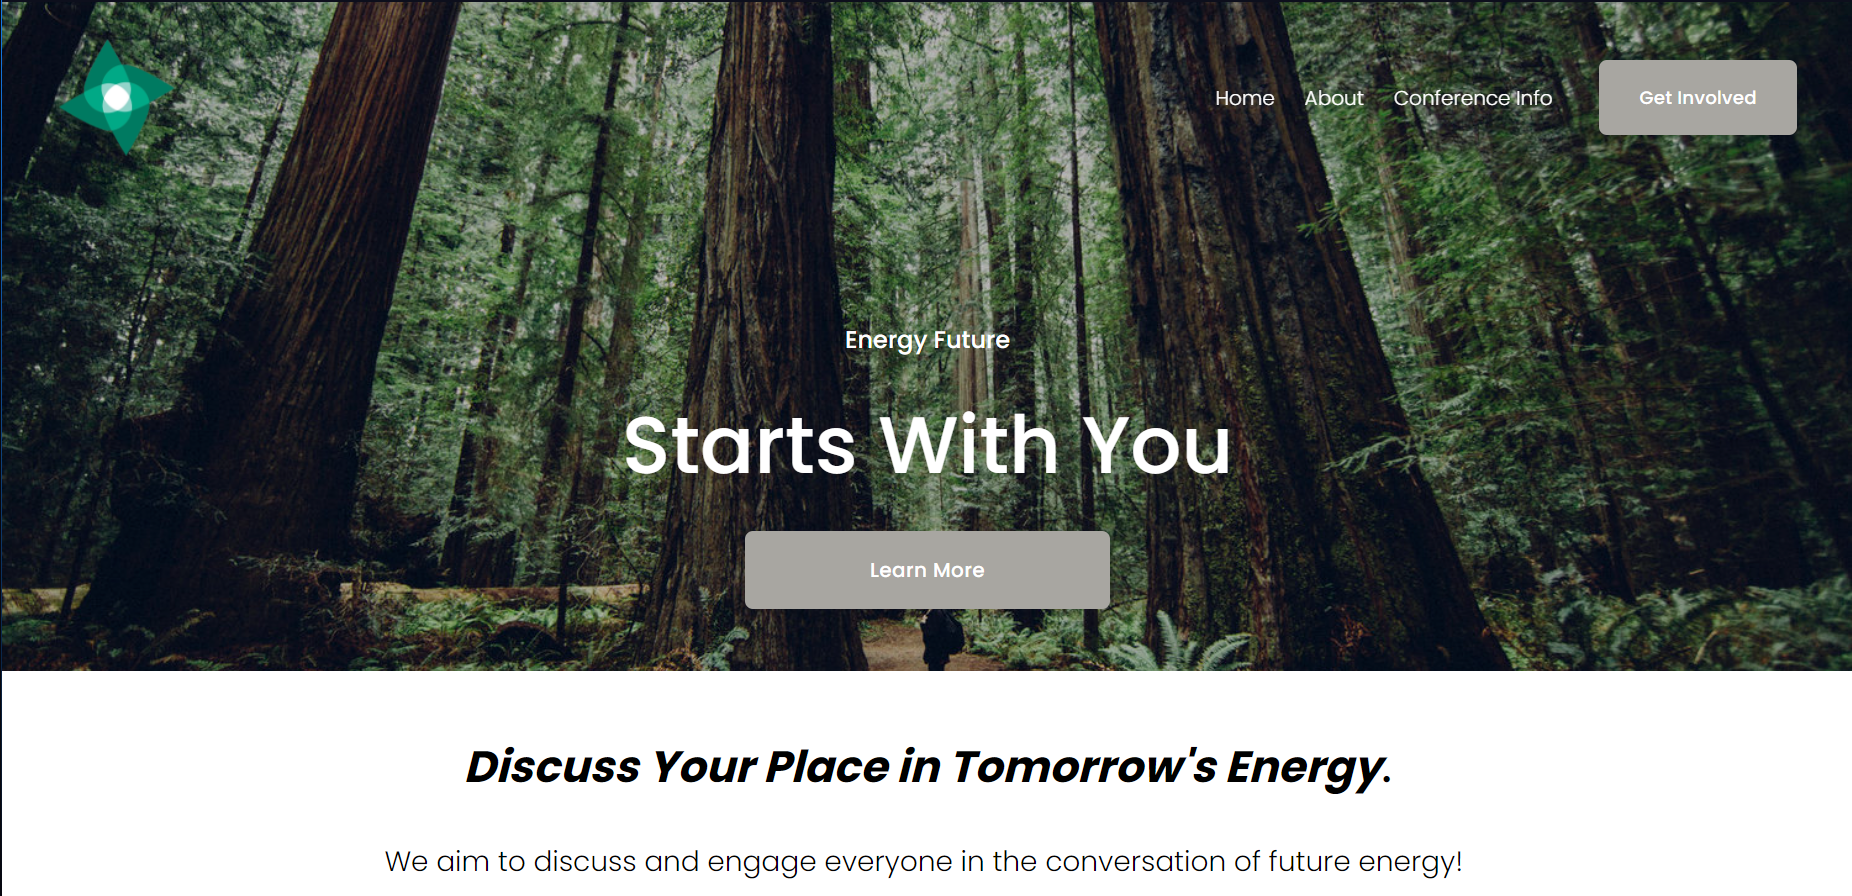 Home About Conference Info Get Involved
Energy Future
Starts With You
Learn More
Discuss Your Place in Tomorrow's Energy.
We aim to discuss and engage everyone in the conversation of future energy!